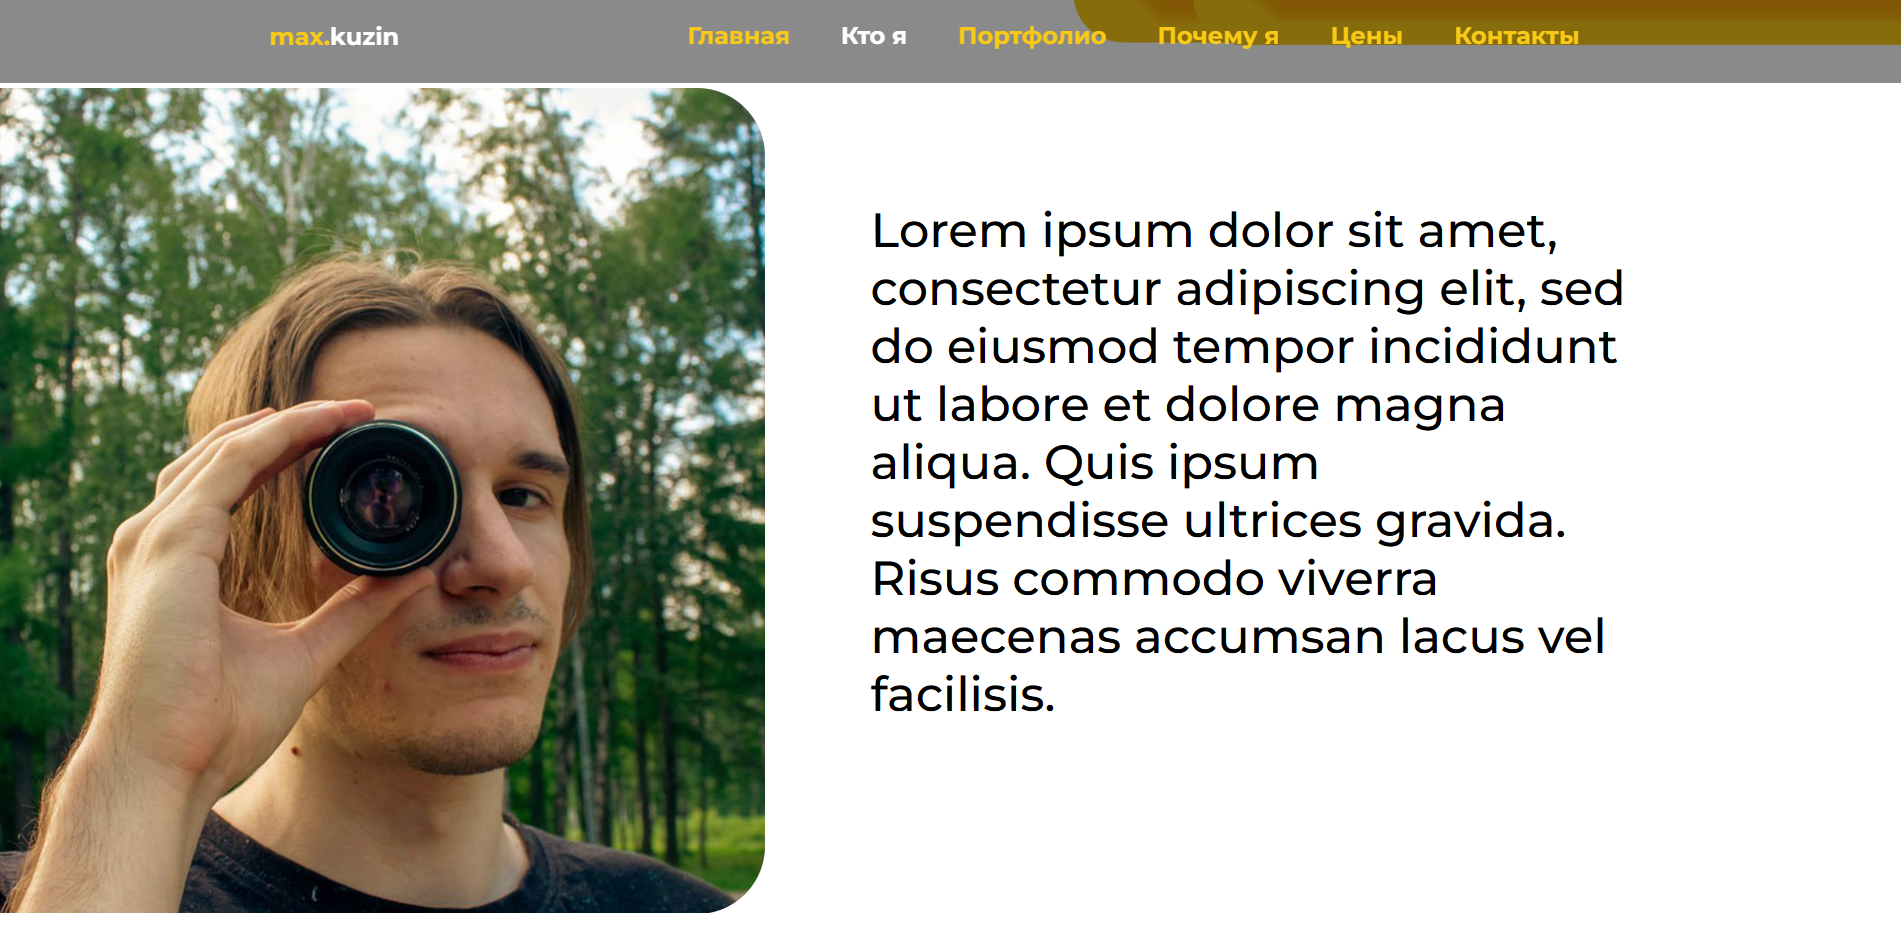 max.kuzin Главная Кто я Портфолио Почему я Цены Контакты
Lorem ipsum dolor sit amet,
consectetur adipiscing elit, sed
do eiusmod tempor incididunt
ut labore et dolore magna
aliqua. Quis ipsum
suspendisse ultrices gravida.
Risus commodo viverra
maecenas accumsan lacus vel
facilisis.